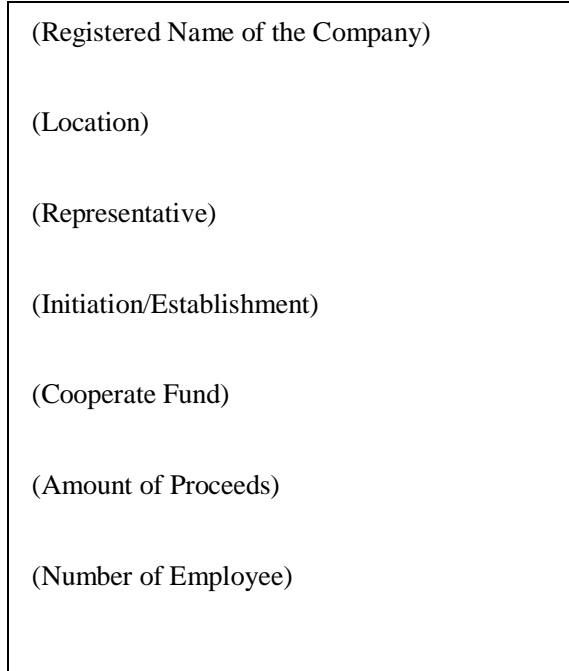 (Registered Name of the Company)
(Location)
(Representative)
(Initiation/Establishment)
(Cooperate Fund)
(Amount of Proceeds)
(Number of Employee)